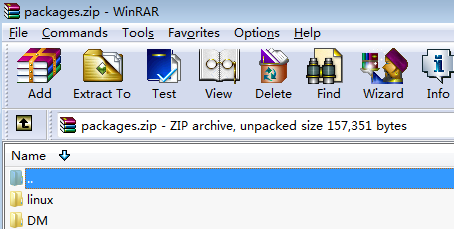 packages.zip - WinRAR
File Commands Tools Favorites Options Help
Add Extract To Test View Delete Find Wizard Info
packages.zip - ZIP archive, unpacked size 157,351 bytes
Name
..
linux
DM